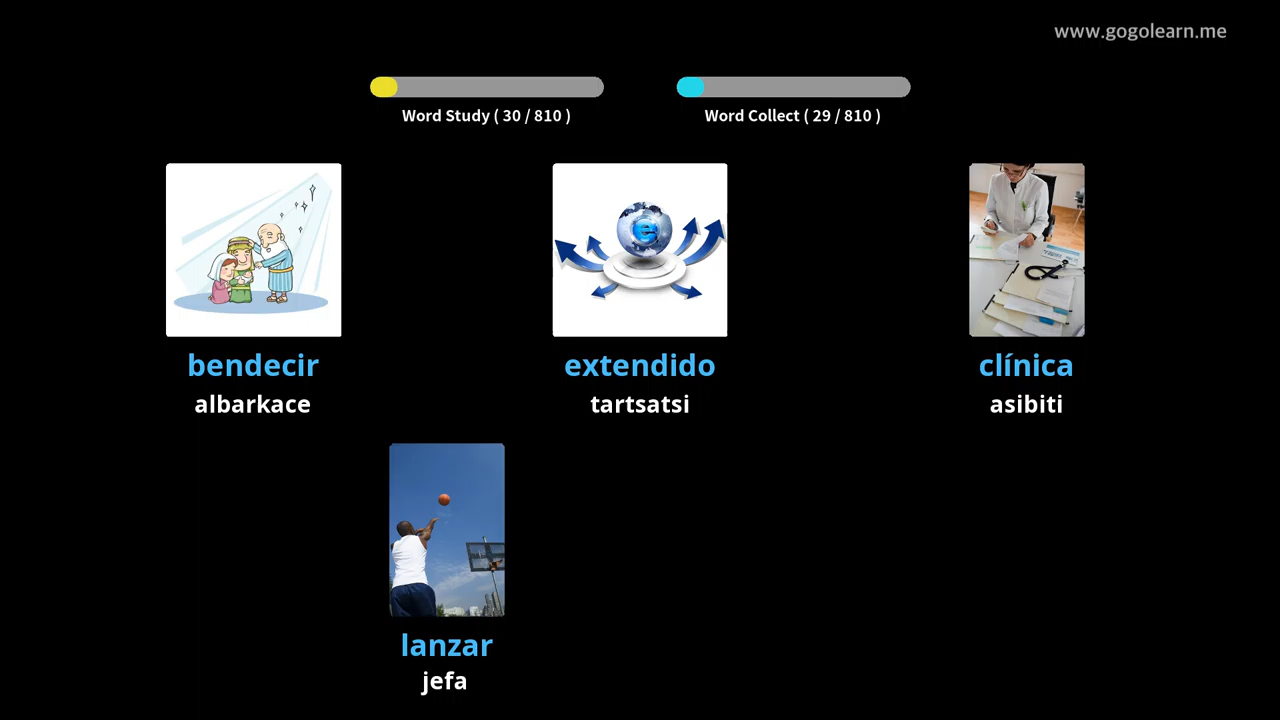 www.gogolearn.me
Word Study ( 30 / 810 )
Word Collect ( 29 / 810 )
bendecir
albarkace
extendido
tartsatsi
clínica
asibiti
lanzar
jefa